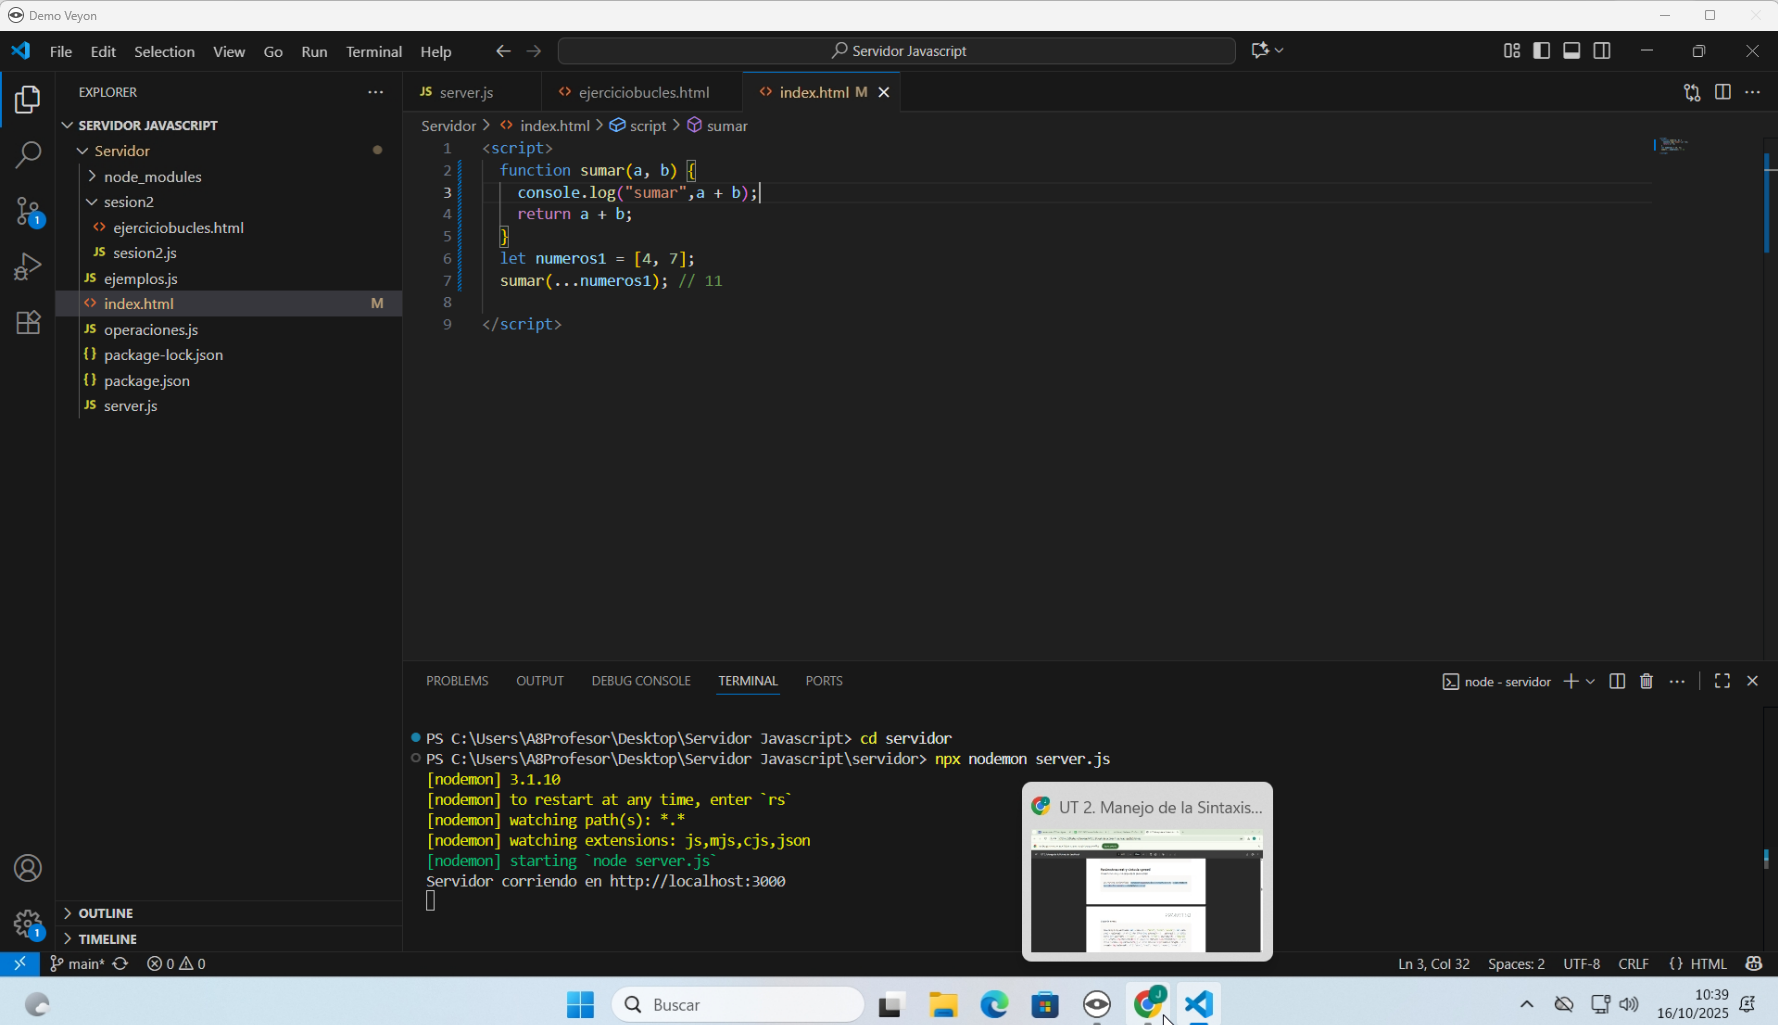 Demo Veyon
File Edit Selection View Go Run Terminal Help
Servidor Javascript
EXPLORER
SERVIDOR JAVASCRIPT
Servidor
node_modules
sesion2
ejerciciobucles.html
JS sesion2.js
JS ejemplos.js
index.html M
JS operaciones.js
{} package-lock.json
{} package.json
JS server.js
OUTLINE
TIMELINE
JS server.js
ejerciciobucles.html
index.html M
Servidor > index.html > script > sumar
1 <script>
2 function sumar(a, b) {
3 console.log("sumar",a + b);
4 return a + b;
5 }
6 let numeros1 = [4, 7];
7 sumar(...numeros1); // 11
8
9 </script>
PROBLEMS OUTPUT DEBUG CONSOLE TERMINAL PORTS
node - servidor
PS C:\Users\A8Profesor\Desktop\Servidor Javascript> cd servidor
PS C:\Users\A8Profesor\Desktop\Servidor Javascript\servidor> npx nodemon server.js
[nodemon] 3.1.10
[nodemon] to restart at any time, enter `rs`
[nodemon] watching path(s): *.*
[nodemon] watching extensions: js,mjs,cjs,json
[nodemon] starting `node server.js`
Servidor corriendo en http://localhost:3000
UT 2. Manejo de la Sintaxis...
1
1
main* 0 0
Ln 3, Col 32 Spaces: 2 UTF-8 CRLF {} HTML
Buscar
J
10:39
16/10/2025